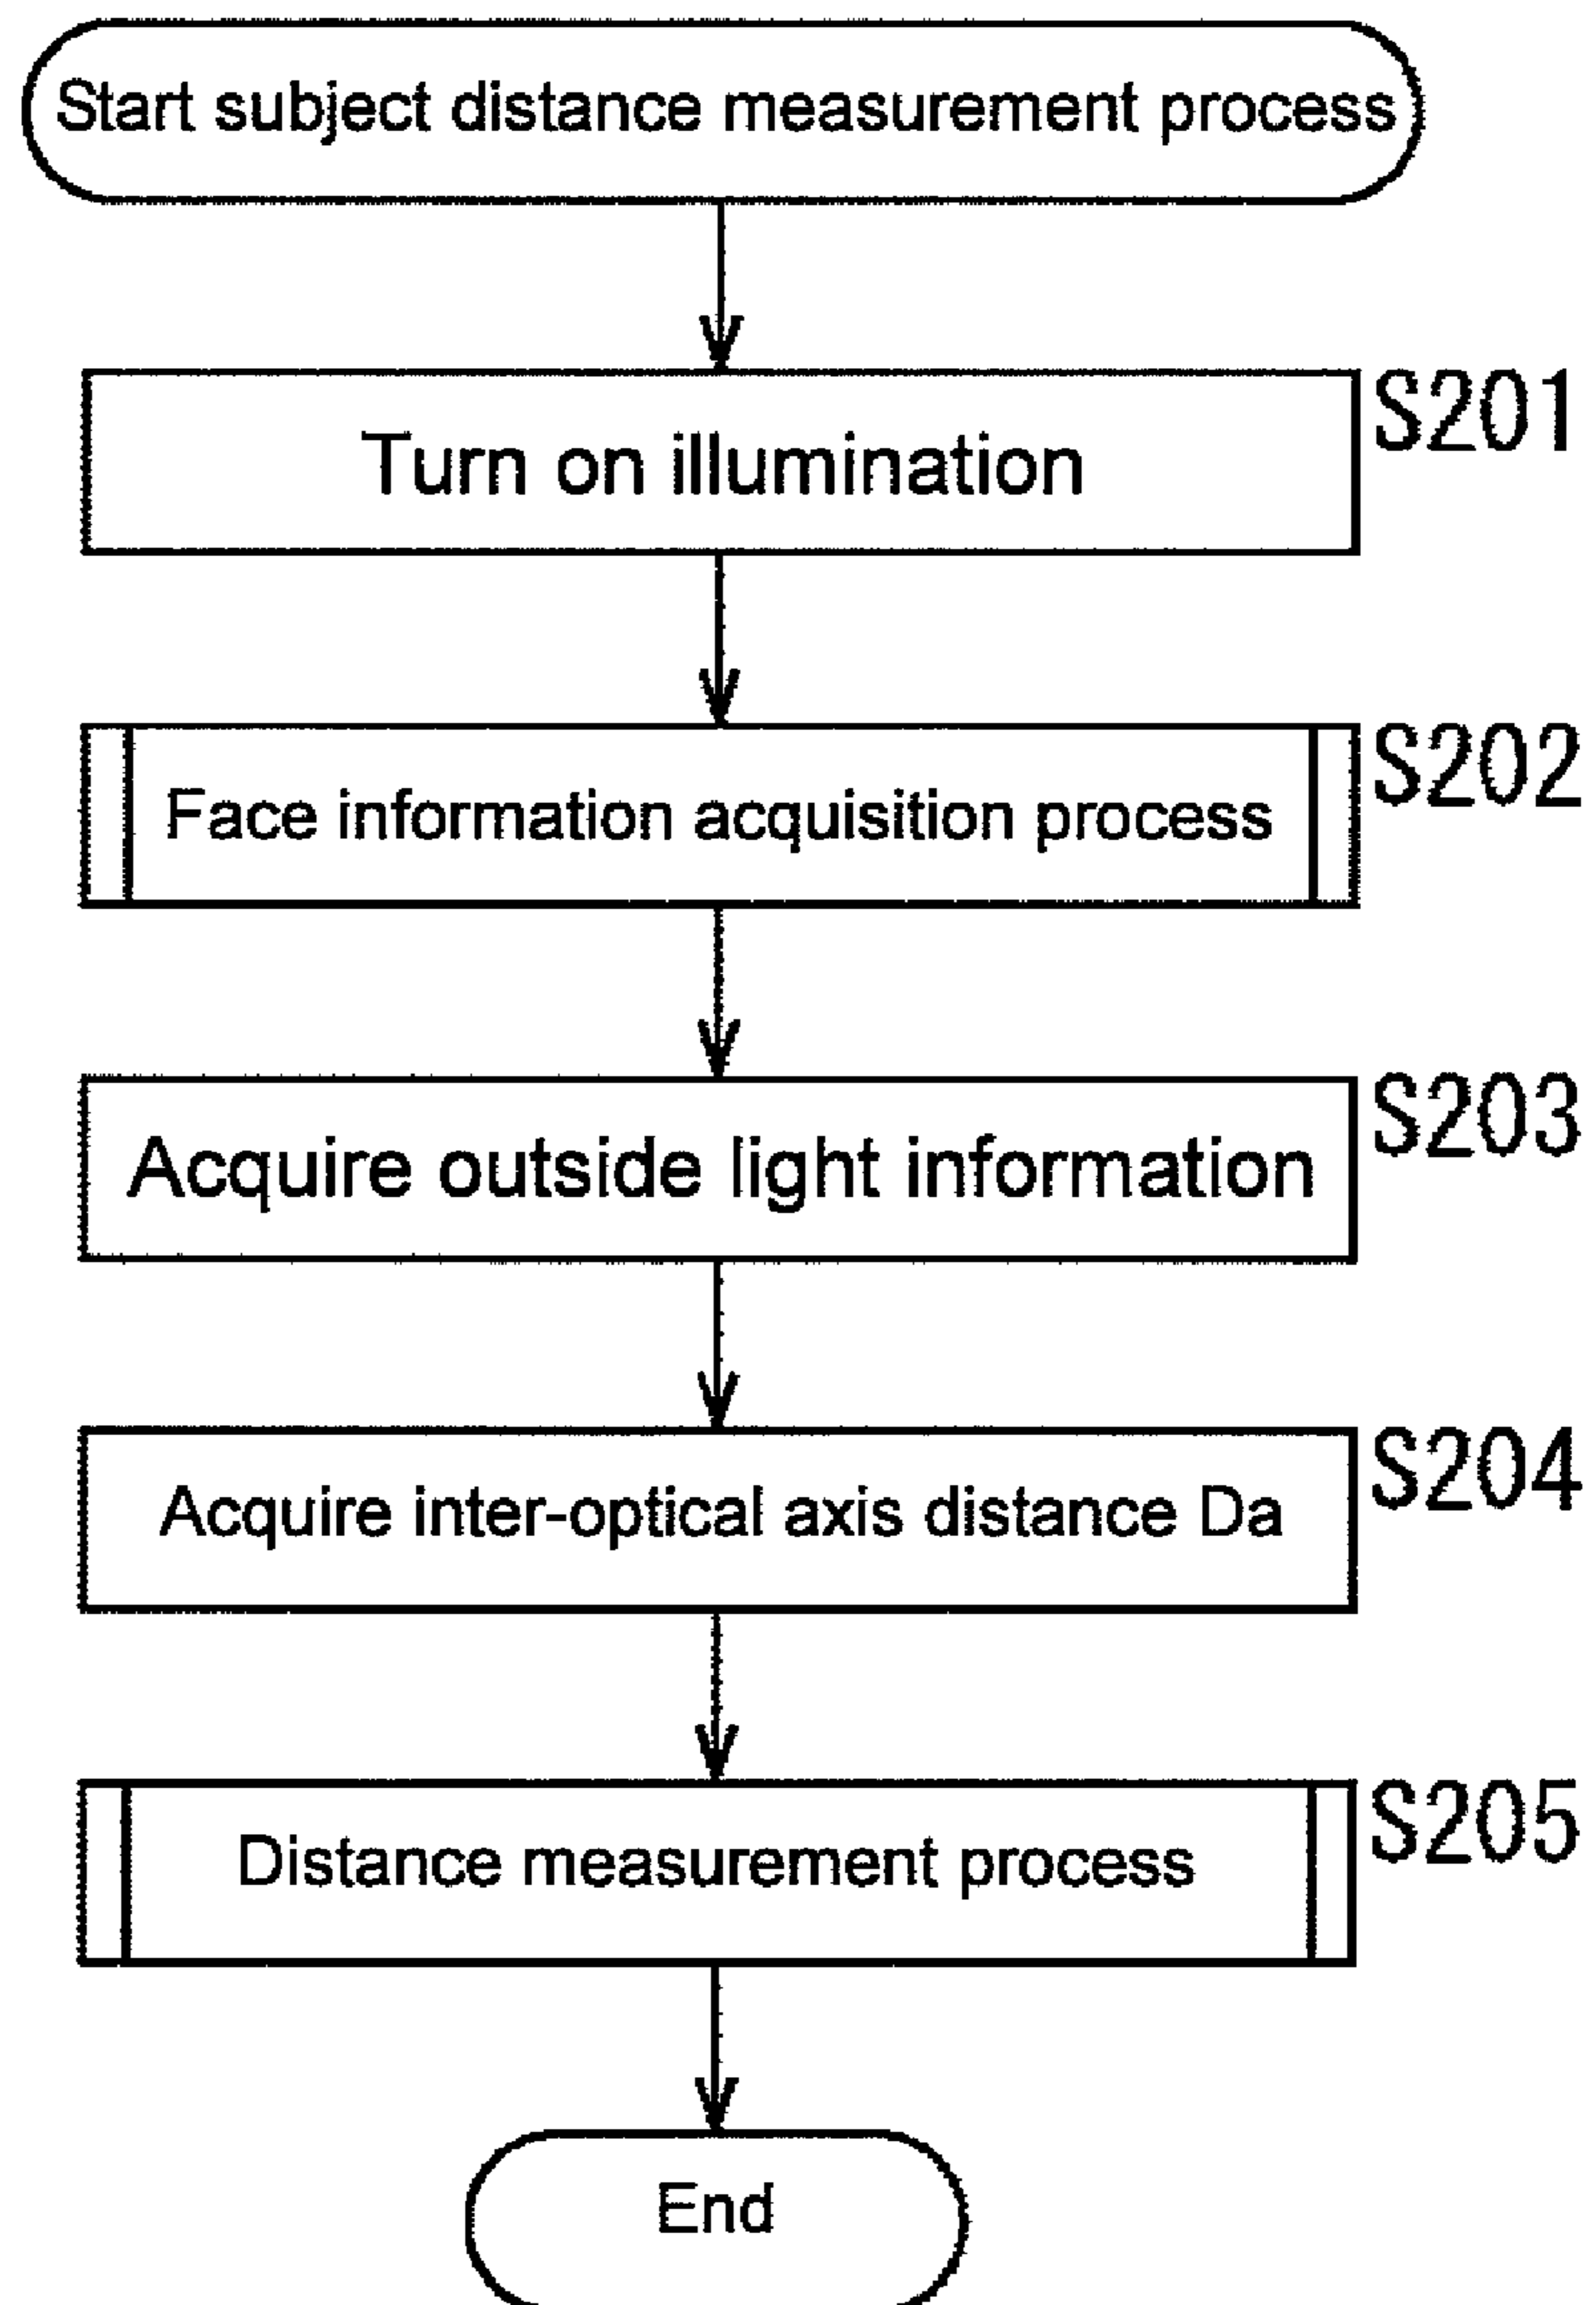 Start subject distance measurement process
Turn on illumination
S201
Face information acquisition process
S202
Acquire outside light information
S203
Acquire inter-optical axis distance Da
S204
Distance measurement process
S205
End